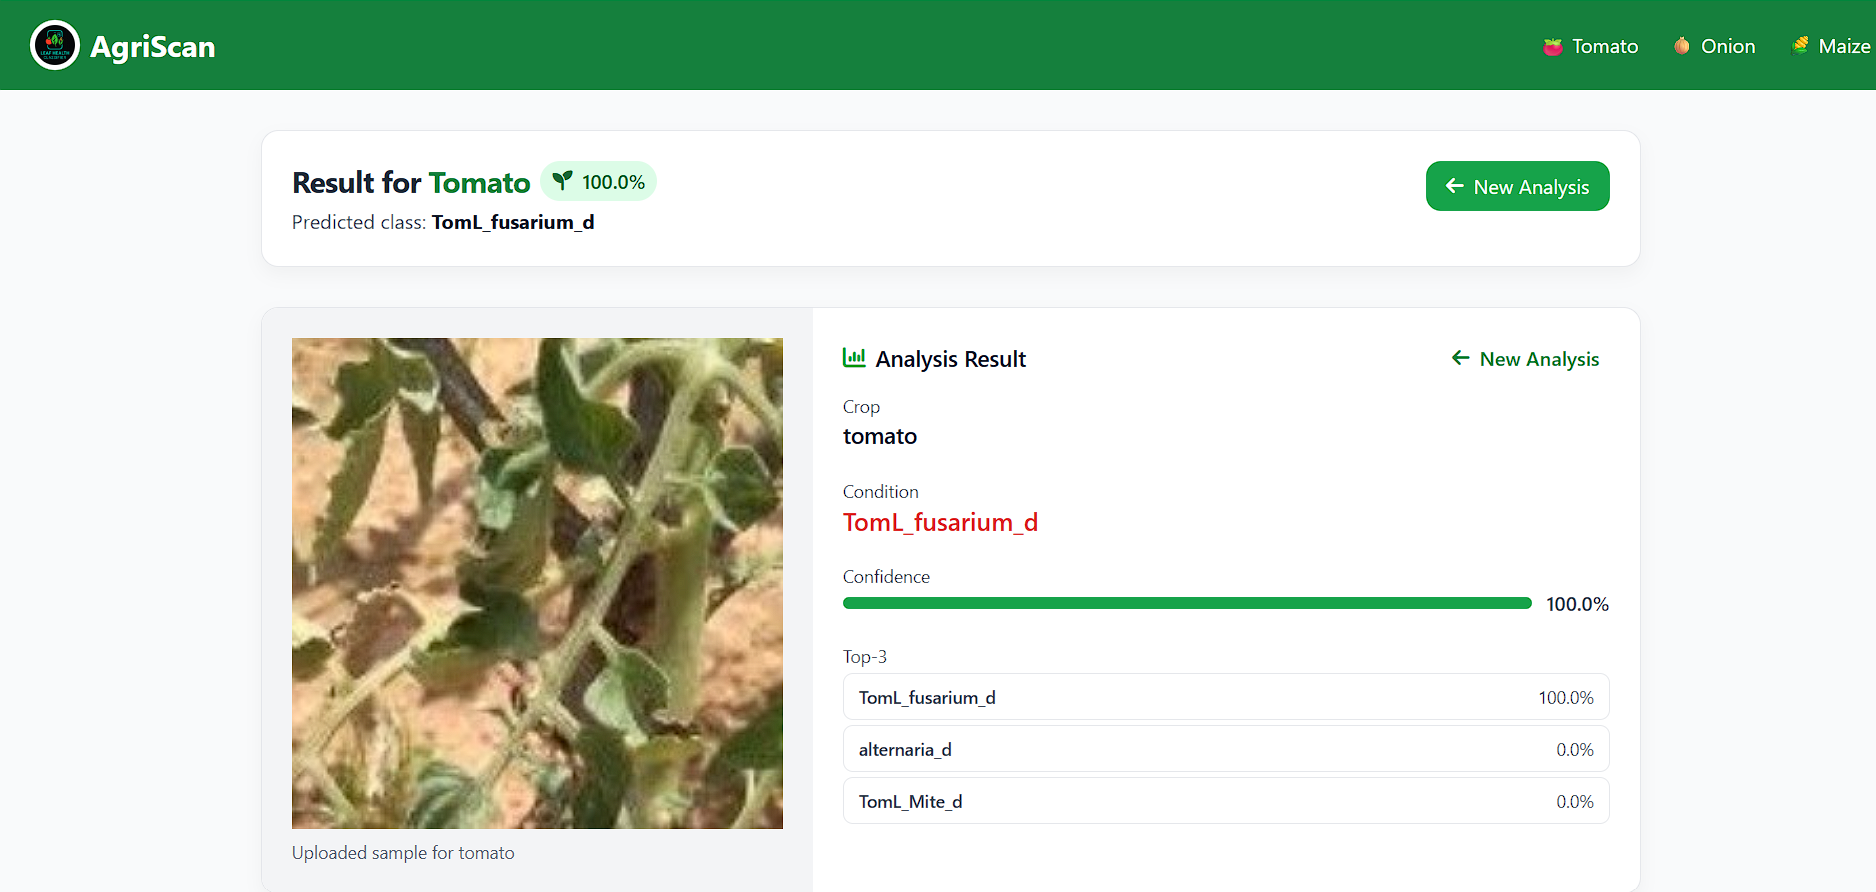 AgriScan
Tomato
Onion
Maize
Result for Tomato 100.0%
Predicted class: TomL_fusarium_d
New Analysis
Uploaded sample for tomato
Analysis Result
New Analysis
Crop
tomato
Condition
TomL_fusarium_d
Confidence
100.0%
Top-3
TomL_fusarium_d 100.0%
alternaria_d 0.0%
TomL_Mite_d 0.0%